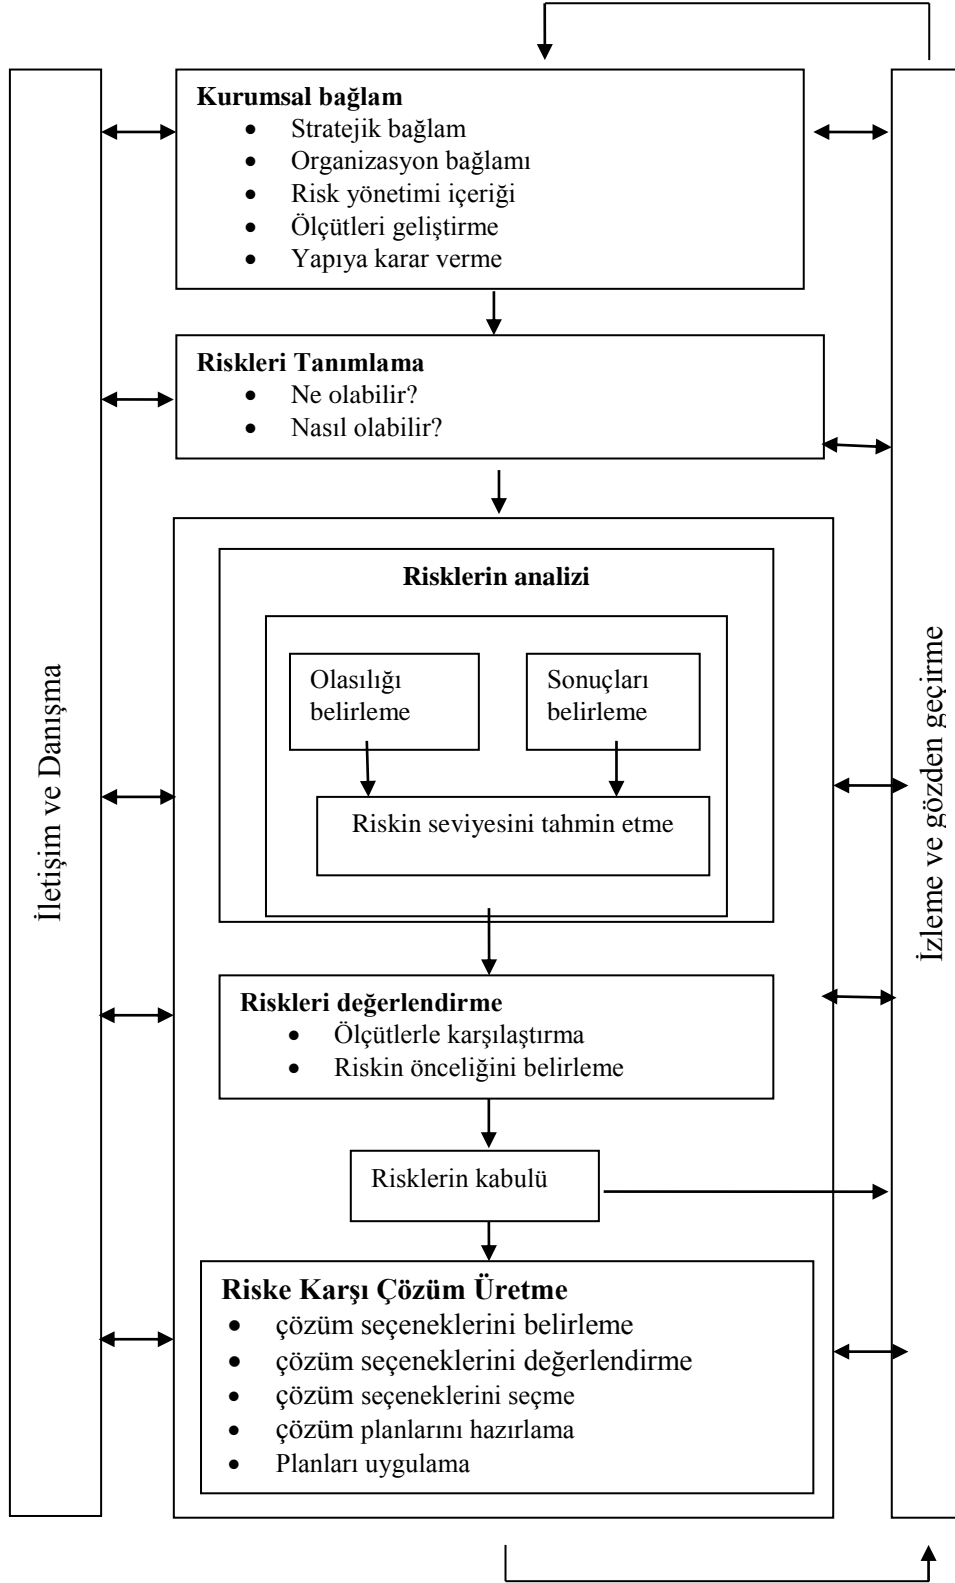 Kurumsal bağlam
• Stratejik bağlam
• Organizasyon bağlamı
• Risk yönetimi içeriği
• Ölçütleri geliştirme
• Yapıya karar verme
Riskleri Tanımlama
• Ne olabilir?
• Nasıl olabilir?
Risklerin analizi
Olasılığı
belirleme
Sonuçları
belirleme
Riskin seviyesini tahmin etme
Riskleri değerlendirme
• Ölçütlerle karşılaştırma
• Riskin önceliğini belirleme
Risklerin kabulü
Riske Karşı Çözüm Üretme
• çözüm seçeneklerini belirleme
• çözüm seçeneklerini değerlendirme
• çözüm seçeneklerini seçme
• çözüm planlarını hazırlama
• Planları uygulama
İletişim ve Danışma
İzleme ve gözden geçirme